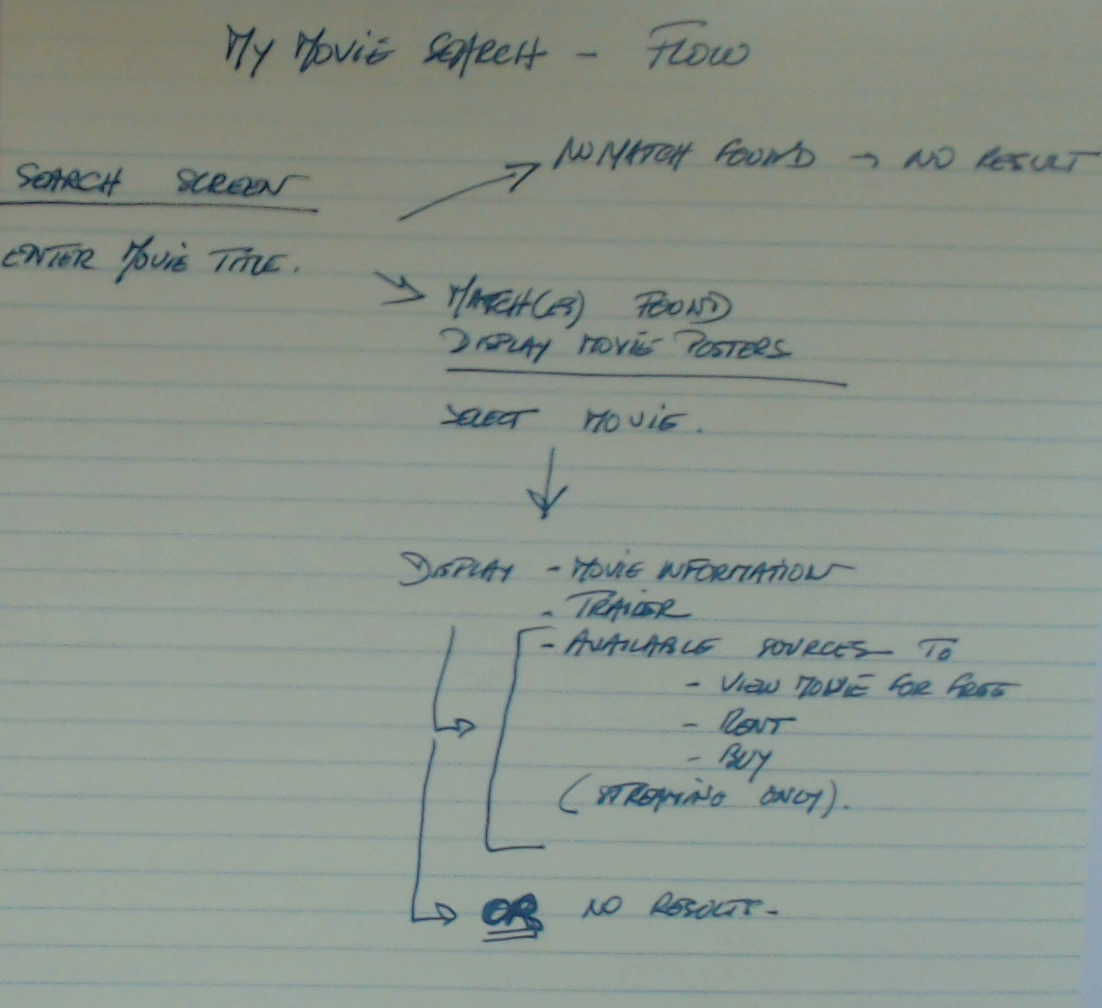 MY MOVIE SEARCH - FLOW
NO MATCH FOUND → NO RESULT
SEARCH SCREEN
ENTER MOVIE TITLE.
MATCH(ES) FOUND
DISPLAY MOVIE POSTERS
SELECT MOVIE.
DISPLAY - MOVIE INFORMATION
- TRAILER
- AVAILABLE SOURCES TO
- VIEW MOVIE FOR FREE
- RENT
- BUY
(STREAMING ONLY).
OR NO RESULTS-